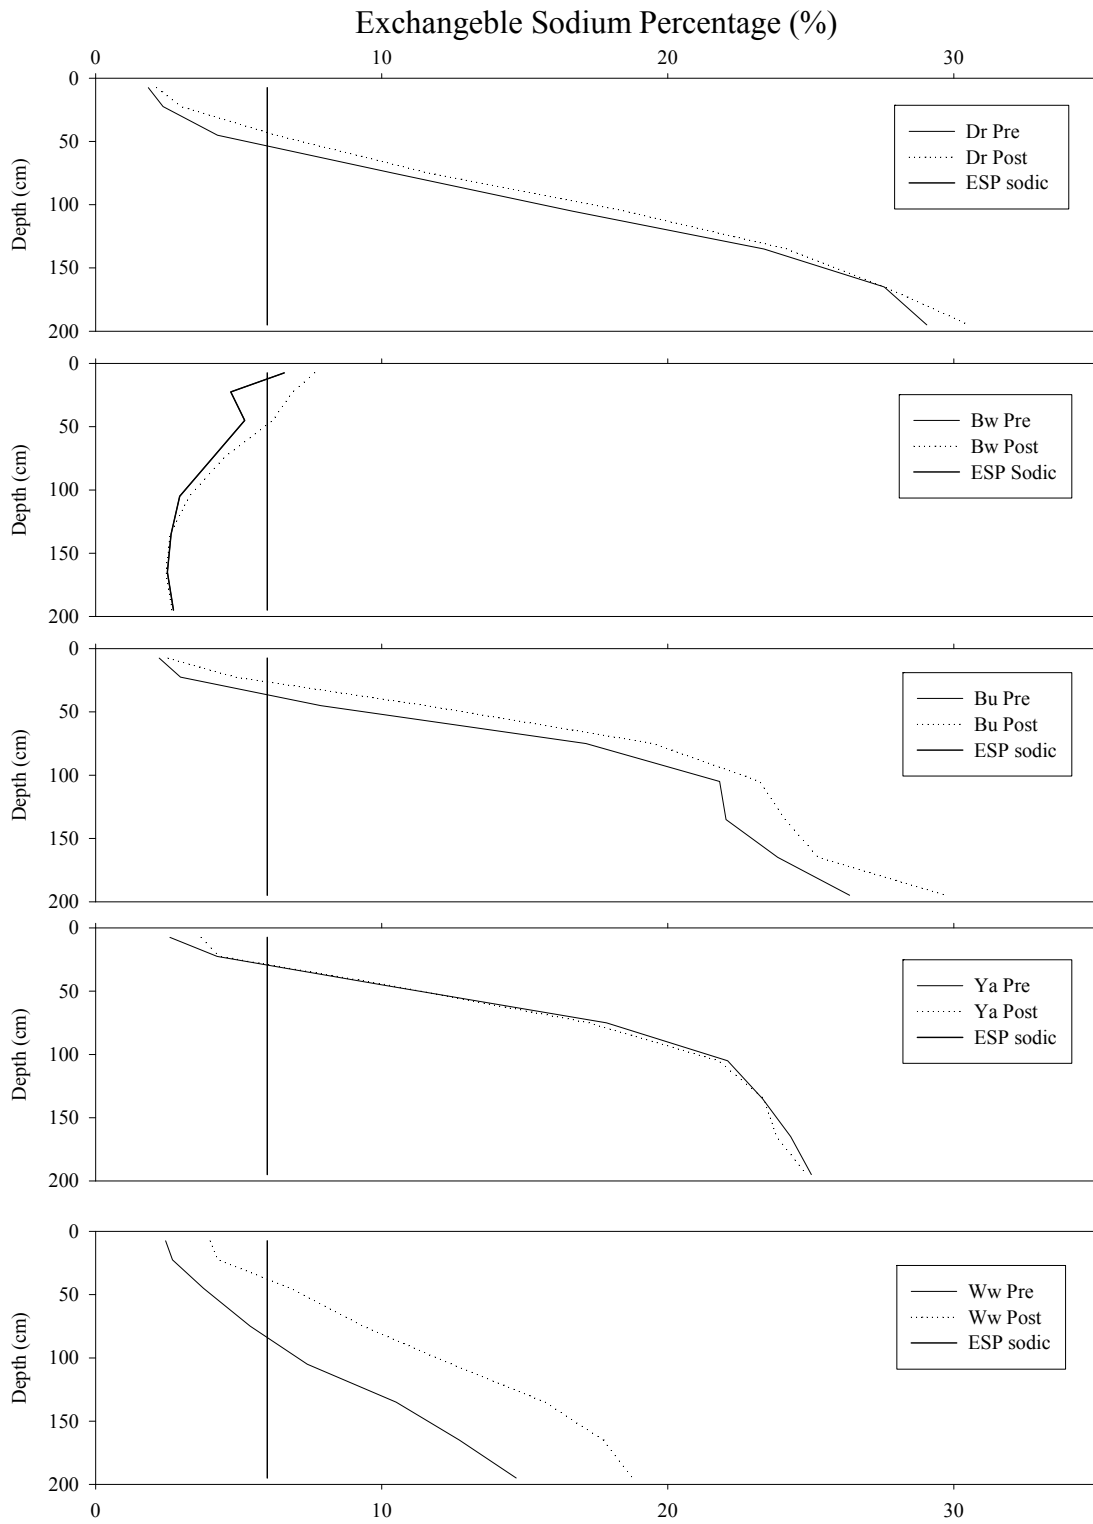 Exchangeble Sodium Percentage (%)
0 10 20 30
0
50
100
150
200
Depth (cm)
Dr Pre
Dr Post
ESP sodic
0
50
100
150
200
Depth (cm)
Bw Pre
Bw Post
ESP Sodic
0
50
100
150
200
Depth (cm)
Bu Pre
Bu Post
ESP sodic
0
50
100
150
200
Depth (cm)
Ya Pre
Ya Post
ESP sodic
0
50
100
150
200
Depth (cm)
Ww Pre
Ww Post
ESP sodic
0 10 20 30